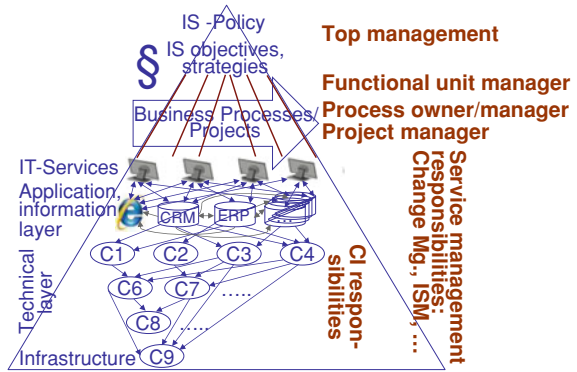 IS -Policy
§ IS objectives,
strategies
Top management
Functional unit manager
Business Processes/
Projects
Process owner/manager
Project manager
IT-Services
Application,
information
layer
CRM
ERP
...
C1
C2
C3
C4
Technical
layer
C6
C7
.....
C8
.....
Infrastructure
C9
CI respon-
sibilities
Service management
responsibilities:
Change Mg., ISM, ...